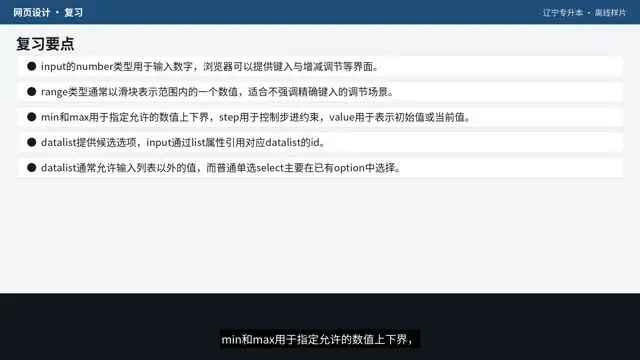 网页设计 · 复习
辽宁专升本 · 离线样片
复习要点
● input的number类型用于输入数字，浏览器可以提供键入与增减调节等界面。
● range类型通常以滑块表示范围内的一个数值，适合不强调精确键入的调节场景。
● min和max用于指定允许的数值上下界，step用于控制步进约束，value用于表示初始值或当前值。
● datalist提供候选选项，input通过list属性引用对应datalist的id。
● datalist通常允许输入列表以外的值，而普通单选select主要在已有option中选择。
min和max用于指定允许的数值上下界，